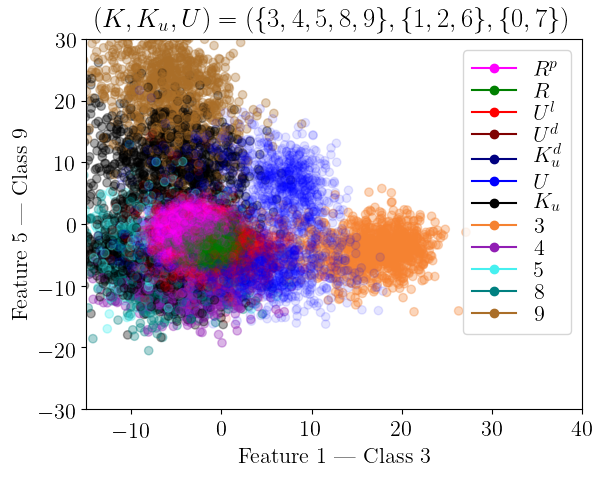 (K, K_u, U) = ({3, 4, 5, 8, 9}, {1, 2, 6}, {0, 7})
30
20
10
0
−10
−20
−30
Feature 5 — Class 9
R^p
R
U^l
U^d
K_u^d
U
K_u
3
4
5
8
9
−10 0 10 20 30 40
Feature 1 — Class 3